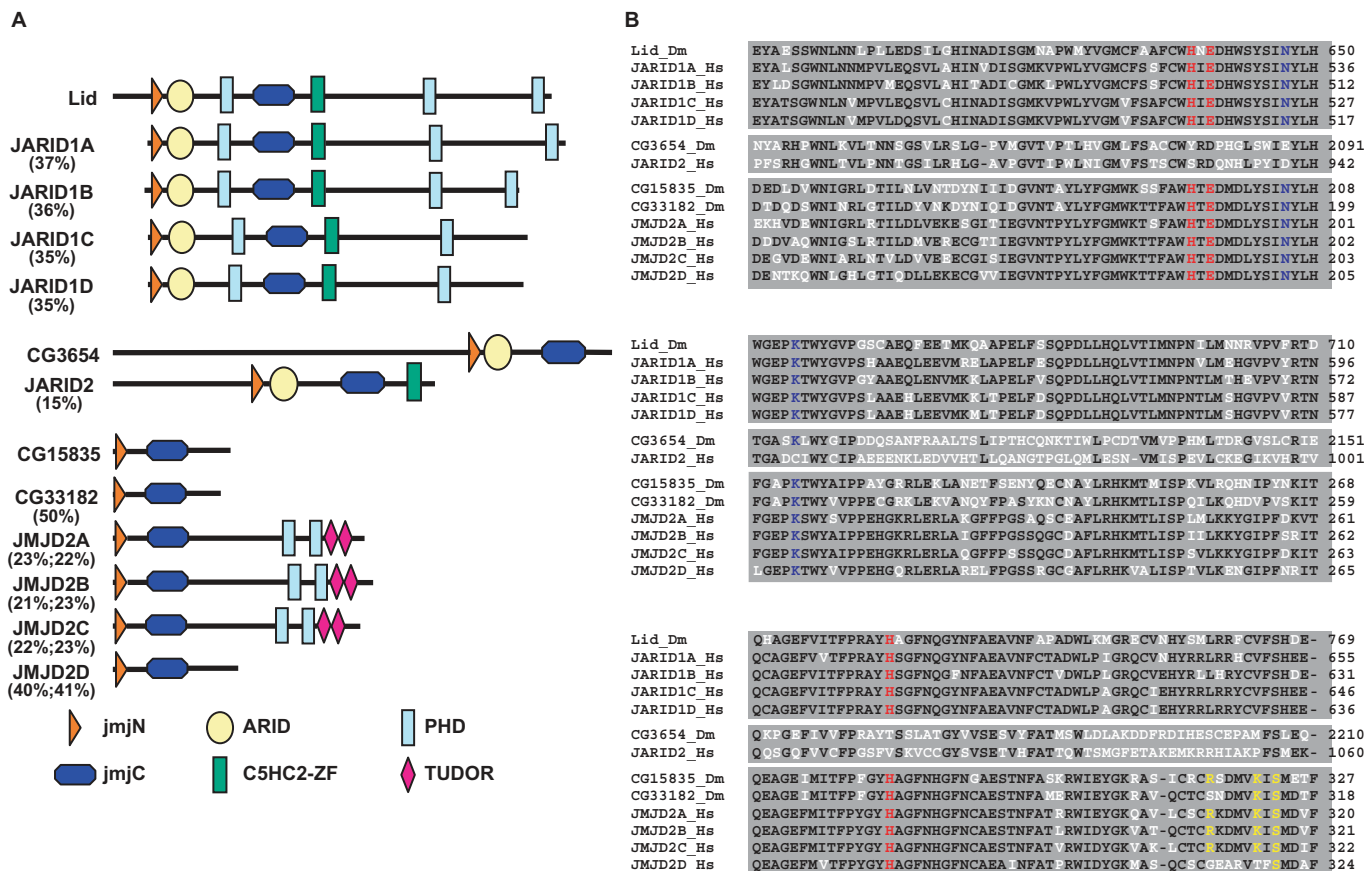 A
Lid
JARID1A
(37%)
JARID1B
(36%)
JARID1C
(35%)
JARID1D
(35%)
CG3654
JARID2
(15%)
CG15835
CG33182
(50%)
JMJD2A
(23%;22%)
JMJD2B
(21%;23%)
JMJD2C
(22%;23%)
JMJD2D
(40%;41%)
jmjN
ARID
PHD
jmjC
C5HC2-ZF
TUDOR
B
Lid_Dm EYAESSWNLNNLPLLEDSILGHINADISGMNAPWMYVGMCFAAFCWHNEDHWSYSINYLH 650
JARID1A_Hs EYALSGWNLNNMPVLEQSVLAHINVDISGMKVPWLYVGMCFSSFCWHIEDHWSYSINYLH 536
JARID1B_Hs EYLDSGWNLNNMPVMEQSVLAHITADICGMKLPWLYVGMCFSSFCWHIEDHWSYSINYLH 512
JARID1C_Hs EYATSGWNLNVMPVLEQSVLCHINADISGMKVPWLYVGMVFSAFCWHIEDHWSYSINYLH 527
JARID1D_Hs EYATSGWNLNVMPVLDQSVLCHINADISGMKVPWLYVGMVFSAFCWHIEDHWSYSINYLH 517
CG3654_Dm NYARHPWNLKVLTNNSGSVLRSLG-PVMGVTVPTLHVGMLFSACCWYRDPHGLSWIEYLH 2091
JARID2_Hs PFSRHGWNLTVLPNNTGSILRHLG-AVPGVTIPWLNIGMVFSTSCWSRDQNHLPYIDYLH 942
CG15835_Dm DEDLDVWNIGRLDTILNLVNTDYNIIIDGVNTAYLYFGMWKSSFAWHTEDMDLYSINYLH 208
CG33182_Dm DTDQDSWNINRLGTILDYVNKDYNIQIDGVNTAYLYFGMWKTTFAWHTEDMDLYSINYLH 199
JMJD2A_Hs EKHVDEWNIGRLRTILDLVEKESGITIEGVNTPYLYFGMWKTSFAWHTEDMDLYSINYLH 201
JMJD2B_Hs DDDVAQWNIGSLRTILDMVERECGTIIEGVNTPYLYFGMWKTTFAWHTEDMDLYSINYLH 202
JMJD2C_Hs DEGVDEWNIARLNTVLDVVEEECGISIEGVNTPYLYFGMWKTTFAWHTEDMDLYSINYLH 203
JMJD2D_Hs DENTKQWNLGHLGTIQDLLEKECGVVIEGVNTPYLYFGMWKTTFAWHTEDMDLYSINYLH 205
Lid_Dm WGEPKTWYGVPGSCAEQFEETMKQAAPELFSSQPDLLHQLVTIMNPNILMNNRVPVFRTD 710
JARID1A_Hs WGEPKTWYGVPSHAAEQLEEVMRELAPELFESQPDLLHQLVTIMNPNVLMEHGVPVYRTN 596
JARID1B_Hs WGEPKTWYGVPGYAAEQLENVMKKLAPELFVSQPDLLHQLVTIMNPNTLMTHEVPVYRTN 572
JARID1C_Hs WGEPKTWYGVPSLAAEHLEEVMKKLTPELFDSQPDLLHQLVTLMNPNTLMSHGVPVVRTN 587
JARID1D_Hs WGEPKTWYGVPSLAAEHLEEVMKMLTPELFDSQPDLLHQLVTLMNPNTLMSHGVPVVRTN 577
CG3654_Dm TGASKLWYGIPDDQSANFRAALTSLIPTHCQNKTIWLPCDTVMVPPHMLTDRGVSLCRIE 2151
JARID2_Hs TGADCIWYCIPAEEENKLEDVVHTLLQANGTPGLQMLESN-VMISPEVLCKEGIKVHRTV 1001
CG15835_Dm FGAPKTWYAIPPAYGRRLEKLANETFSENYQECNAYLRHKMTMISPKVLRQHNIPYNKIT 268
CG33182_Dm FGAPKTWYVVPPECGRKLEKVANQYFPASYKNCNAYLRHKMTLISPQILKQHDVPVSKIT 259
JMJD2A_Hs FGEPKSWYSVPPEHGKRLERLAKGFFPGSAQSCEAFLRHKMTLISPLMLKKYGIPFDKVT 261
JMJD2B_Hs FGEPKSWYAIPPEHGKRLERLAIGFFPGSSQGCDAFLRHKMTLISPIILKKYGIPFSRIT 262
JMJD2C_Hs FGEPKSWYAIPPEHGKRLERLAQGFFPSSSQGCDAFLRHKMTLISPSVLKKYGIPFDKIT 263
JMJD2D_Hs LGEPKTWYVVPPEHGQRLERLARELFPGSSRGCGAFLRHKVALISPTVLKENGIPFNRIT 265
Lid_Dm QHAGEFVITFPRAYHAGFNQGYNFAEAVNFAPADWLKMGRECVNHYSMLRRFCVFSHDE- 769
JARID1A_Hs QCAGEFVVTFPRAYHSGFNQGYNFAEAVNFCTADWLPIGRQCVNHYRRLRRHCVFSHEE- 655
JARID1B_Hs QCAGEFVITFPRAYHSGFNQGFNFAEAVNFCTVDWLPLGRQCVEHYRLLHRYCVFSHDE- 631
JARID1C_Hs QCAGEFVITFPRAYHSGFNQGYNFAEAVNFCTADWLPAGRQCIEHYRRLRRYCVFSHEE- 646
JARID1D_Hs QCAGEFVITFPRAYHSGFNQGYNFAEAVNFCTADWLPAGRQCIEHYRRLRRYCVFSHEE- 636
CG3654_Dm QKPGEFIVVFPRAYTSSLATGYVVSESVYFATMSWLDLAKDDFRDIHESCEPAMFSLEQ- 2210
JARID2_Hs QQSGQFVVCFPGSFVSKVCCGYSVSETVHFATTQWTSMGFETAKEMKRRHIAKPFSMEK- 1060
CG15835_Dm QEAGEIMITFPFGYHAGFNHGFNGAESTNFASKRWIEYGKRAS-ICRCRSDMVKISMETF 327
CG33182_Dm QEAGEIMITFPFGYHAGFNHGFNCAESTNFAMERWIEYGKRAV-QCTCSNDMVKISMDTF 318
JMJD2A_Hs QEAGEFMITFPYGYHAGFNHGFNCAESTNFATRRWIEYGKQAV-LCSCRKDMVKISMDVF 320
JMJD2B_Hs QEAGEFMITFPYGYHAGFNHGFNCAESTNFATLRWIDYGKVAT-QCTCRKDMVKISMDVF 321
JMJD2C_Hs QEAGEFMITFPYGYHAGFNHGFNCAESTNFATVRWIDYGKVAK-LCTCRKDMVKISMDIF 322
JMJD2D_Hs QEAGEFMVTFPYGYHAGFNHGFNCAEAINFATPRWIDYGKMAS-QCSCGEARVTFSMDAF 324